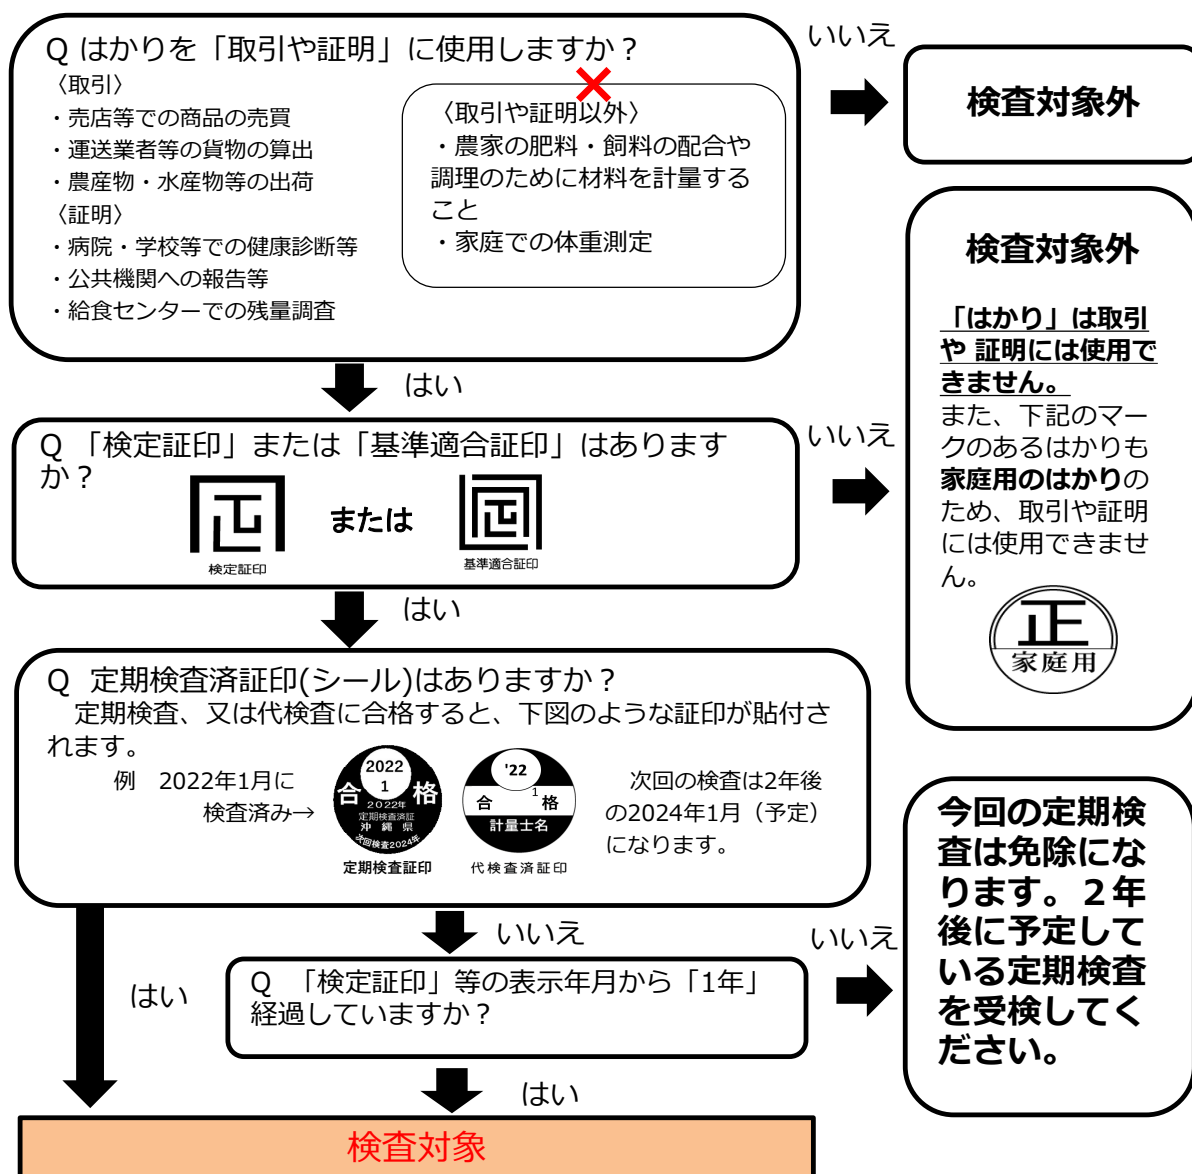 Q はかりを「取引や証明」に使用しますか？
〈取引〉
・売店等での商品の売買
・運送業者等の貨物の算出
・農産物・水産物等の出荷
〈証明〉
・病院・学校等での健康診断等
・公共機関への報告等
・給食センターでの残量調査
〈取引や証明以外〉
・農家の肥料・飼料の配合や
調理のために材料を計量する
こと
・家庭での体重測定
いいえ
検査対象外
はい
Q 「検定証印」または「基準適合証印」はあります
か？
検定証印
または
基準適合証印
いいえ
検査対象外
「はかり」は取引
や 証明には使用で
きません。
また、下記のマー
クのあるはかりも
家庭用のはかりの
ため、取引や証明
には使用できませ
ん。
正
家庭用
はい
Q 定期検査済証印(シール)はありますか？
定期検査、又は代検査に合格すると、下図のような証印が貼付さ
れます。
例 2022年1月に
検査済み→
2022
1
合 格
2022年
定期検査済証
沖縄県
次回検査2024年
定期検査証印
'22
1
合 格
計量士名
代検査済証印
次回の検査は2年後
の2024年1月（予定）
になります。
はい
いいえ
Q 「検定証印」等の表示年月から「1年」
経過していますか？
いいえ
今回の定期検
査は免除にな
ります。２年
後に予定して
いる定期検査
を受検してく
ださい。
はい
検査対象